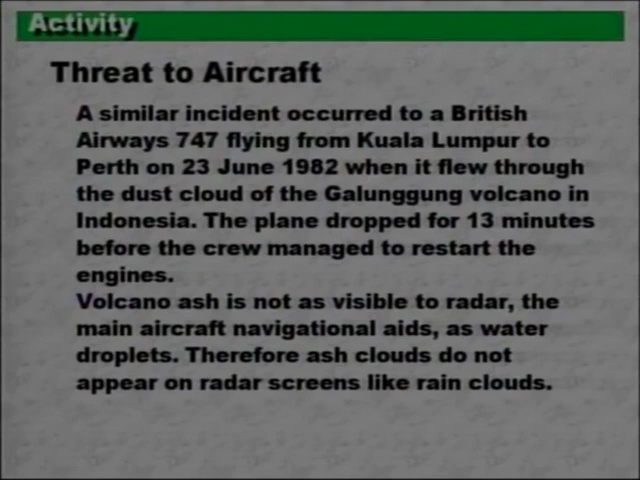 Activity
Threat to Aircraft
A similar incident occurred to a British
Airways 747 flying from Kuala Lumpur to
Perth on 23 June 1982 when it flew through
the dust cloud of the Galunggung volcano in
Indonesia. The plane dropped for 13 minutes
before the crew managed to restart the
engines.
Volcano ash is not as visible to radar, the
main aircraft navigational aids, as water
droplets. Therefore ash clouds do not
appear on radar screens like rain clouds.